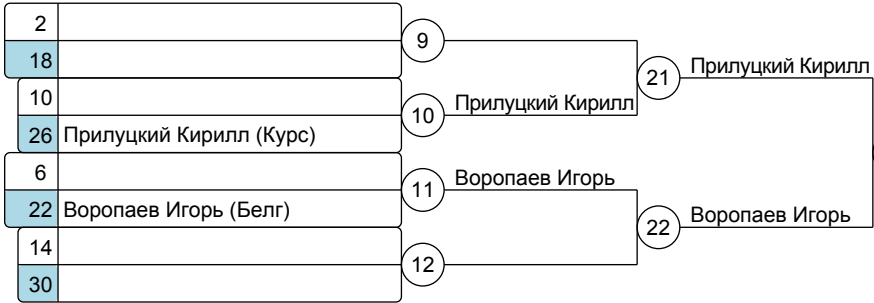 2
18
9
10
26 Прилуцкий Кирилл (Курс)
10 Прилуцкий Кирилл
21 Прилуцкий Кирилл
6
22 Воропаев Игорь (Белг)
11 Воропаев Игорь
14
30
12
22 Воропаев Игорь